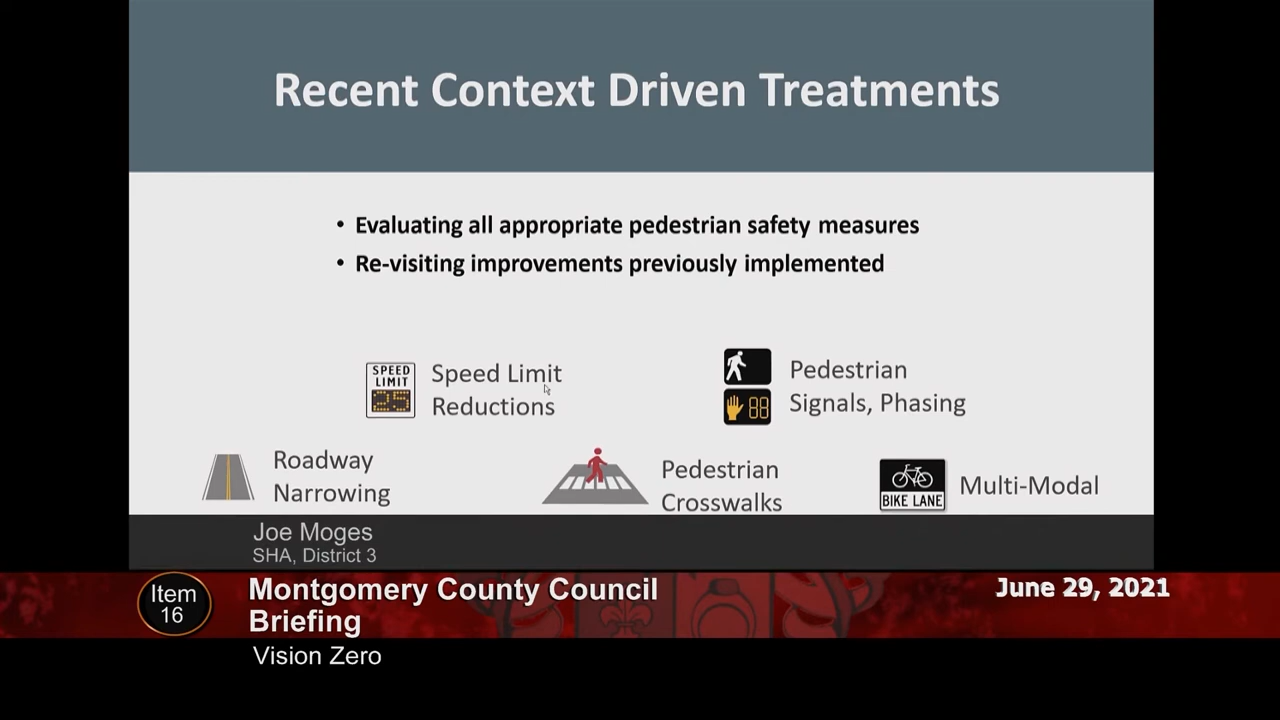 Recent Context Driven Treatments
• Evaluating all appropriate pedestrian safety measures
• Re-visiting improvements previously implemented
SPEED
LIMIT
25
Speed Limit
Reductions
88
Pedestrian
Signals, Phasing
Roadway
Narrowing
Pedestrian
Crosswalks
BIKE LANE
Multi-Modal
Joe Moges
SHA, District 3
Item
16
Montgomery County Council
Briefing
June 29, 2021
Vision Zero